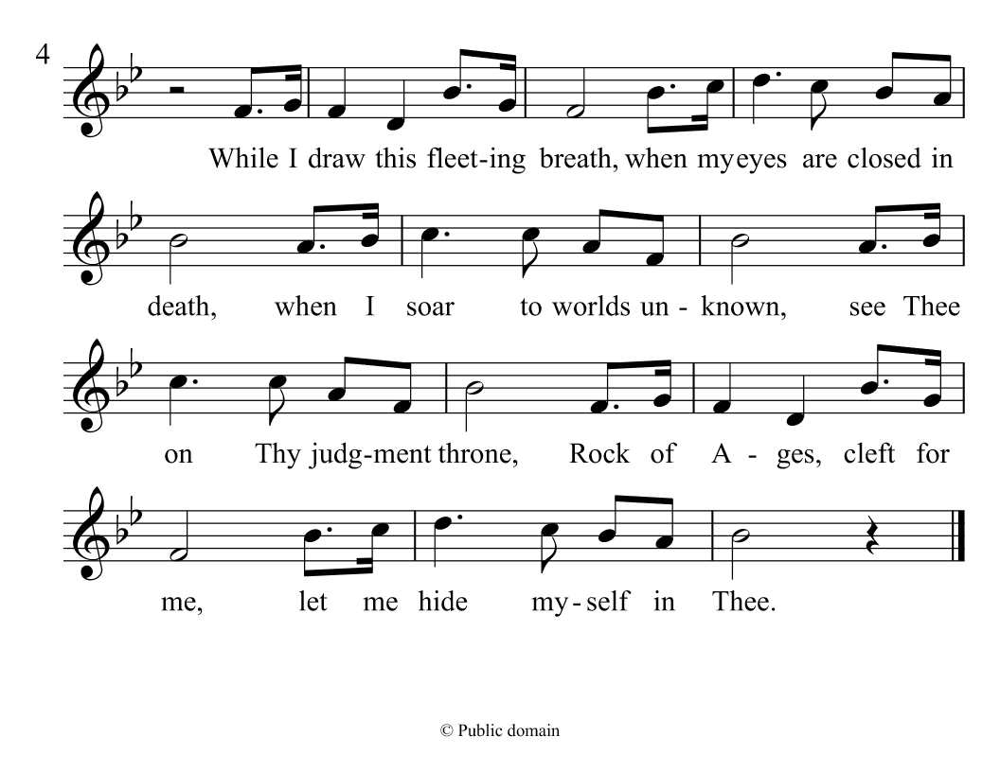 4
While I draw this fleet-ing breath, when my eyes are closed in
death, when I soar to worlds un - known, see Thee
on Thy judg-ment throne, Rock of A - ges, cleft for
me, let me hide my-self in Thee.
© Public domain